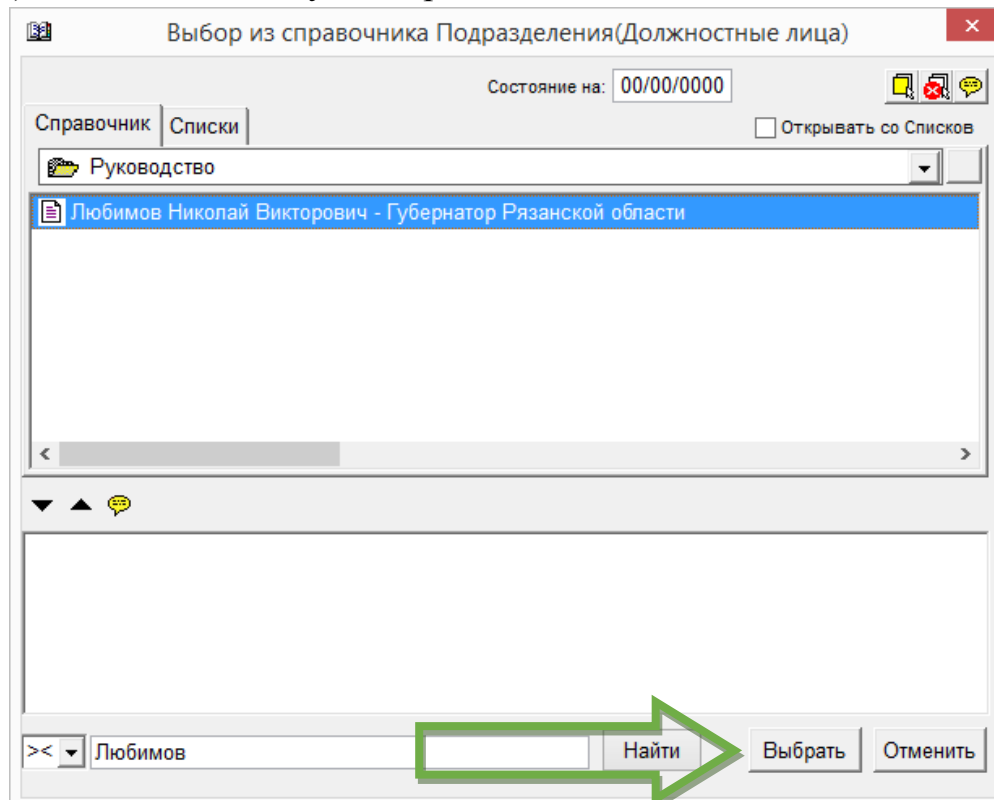 Выбор из справочника Подразделения(Должностные лица)
Состояние на: 00/00/0000
Справочник Списки Открывать со Списков
Руководство
Любимов Николай Викторович - Губернатор Рязанской области
>< Любимов Найти Выбрать Отменить